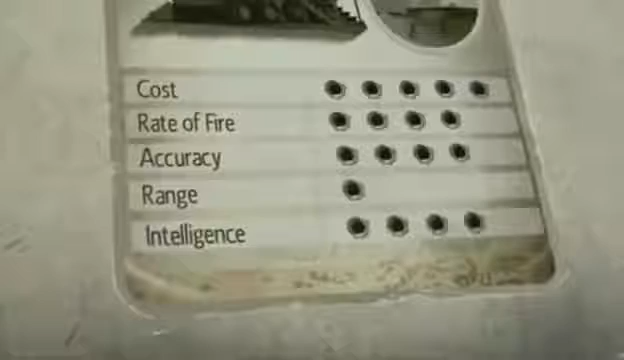 Cost
Rate of Fire
Accuracy
Range
Intelligence